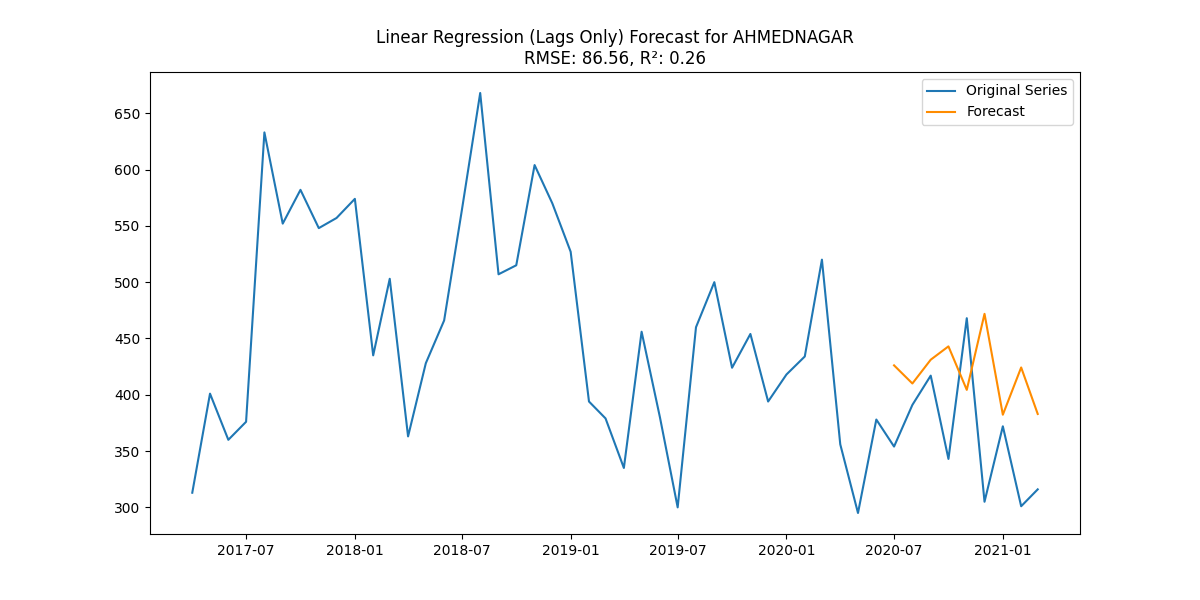 Linear Regression (Lags Only) Forecast for AHMEDNAGAR
RMSE: 86.56, R²: 0.26
Original Series
Forecast
650
600
550
500
450
400
350
300
2017-07 2018-01 2018-07 2019-01 2019-07 2020-01 2020-07 2021-01